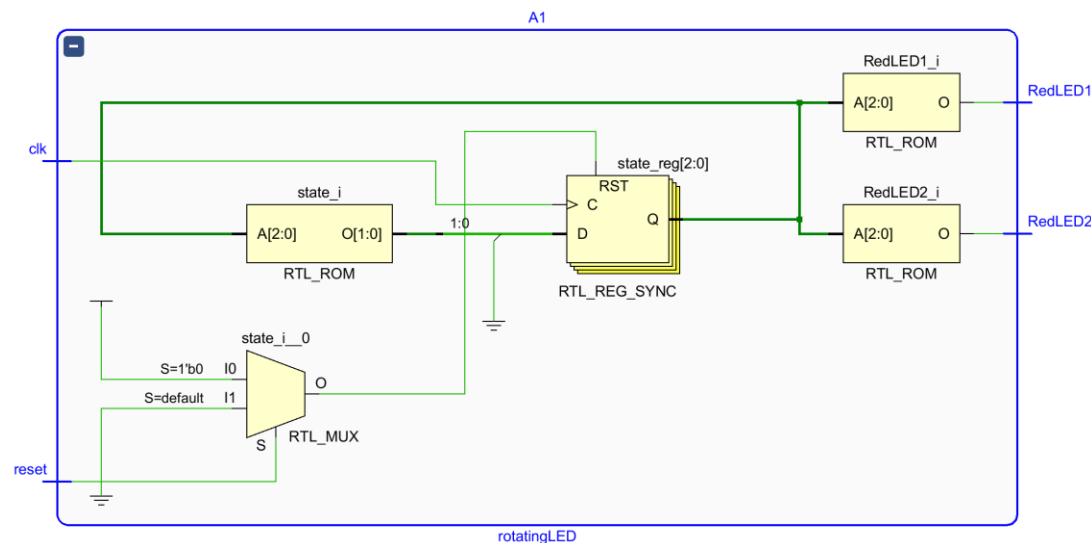 A1
RedLED1_i
A[2:0] O
RTL_ROM
RedLED1
clk
state_reg[2:0]
RST
C
Q
D
RTL_REG_SYNC
state_i
A[2:0] O[1:0]
RTL_ROM
1:0
RedLED2_i
A[2:0] O
RTL_ROM
RedLED2
state_i__0
S=1'b0 I0
S=default I1
O
S
RTL_MUX
reset
rotatingLED